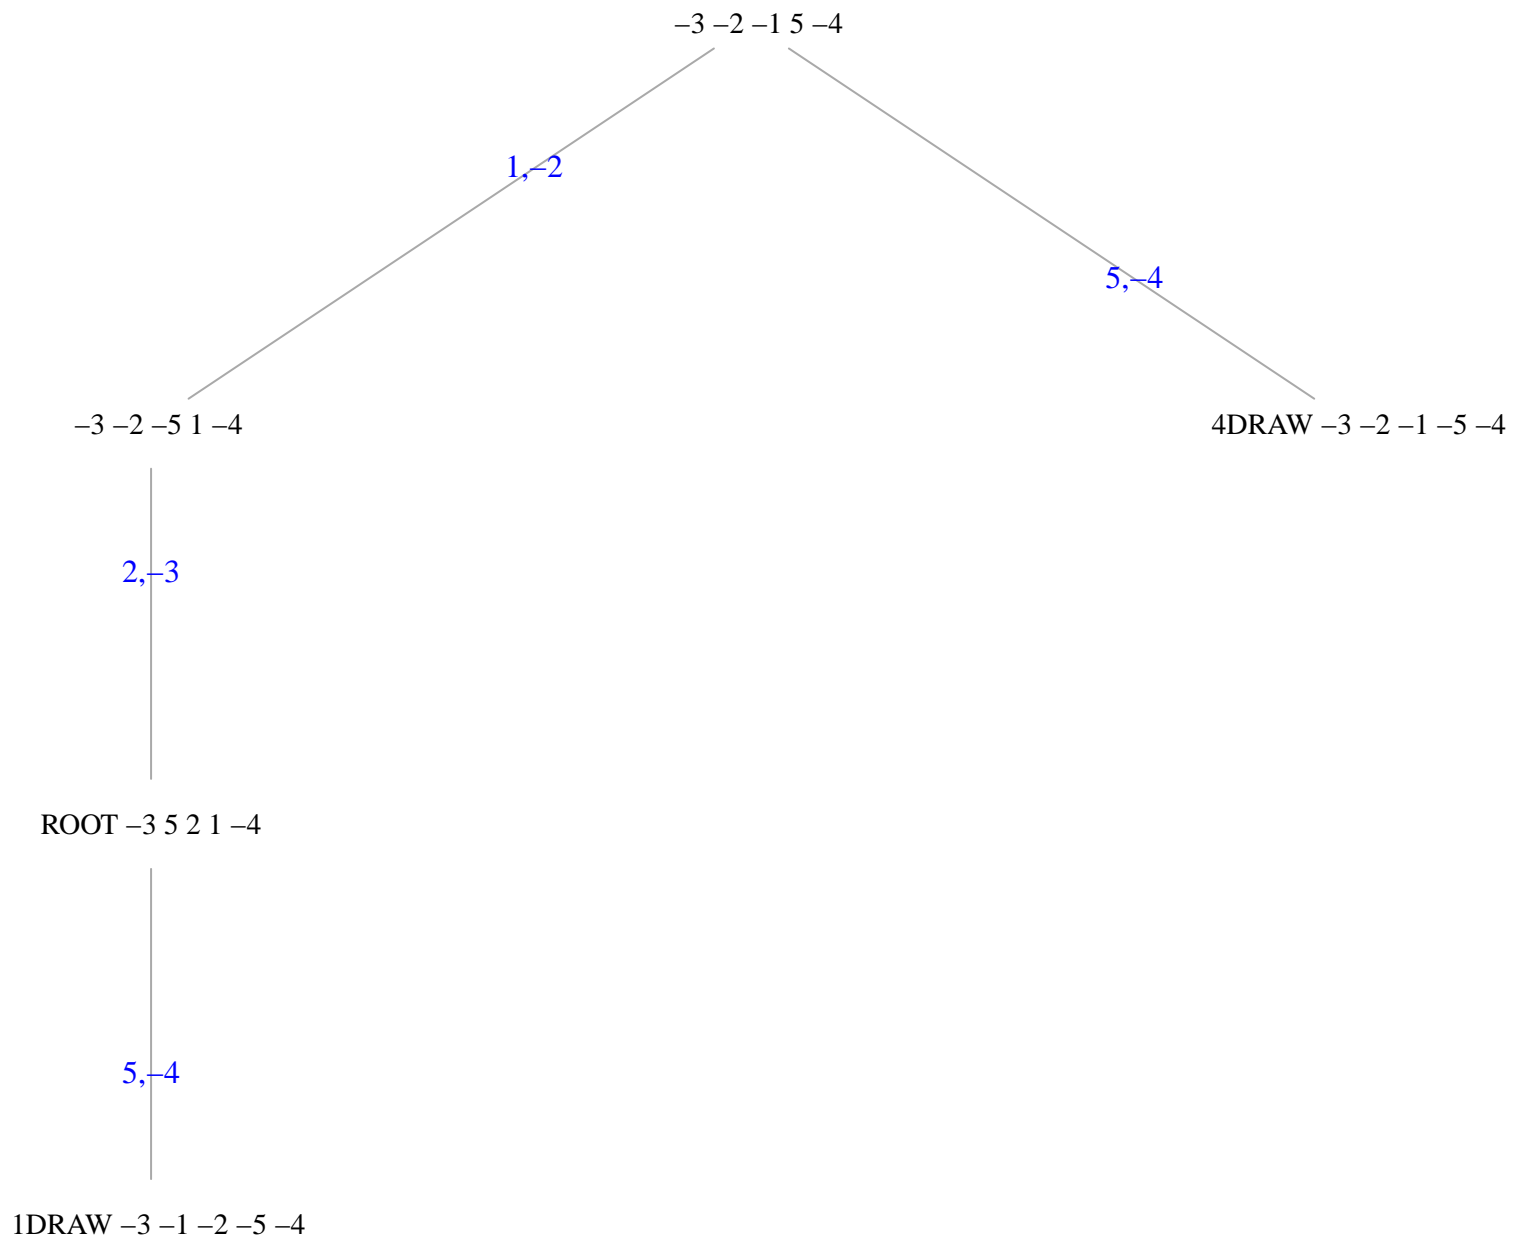 –3 –2 –1 5 –4
1,–2
5,–4
–3 –2 –5 1 –4
4DRAW –3 –2 –1 –5 –4
2,–3
ROOT –3 5 2 1 –4
5,–4
1DRAW –3 –1 –2 –5 –4